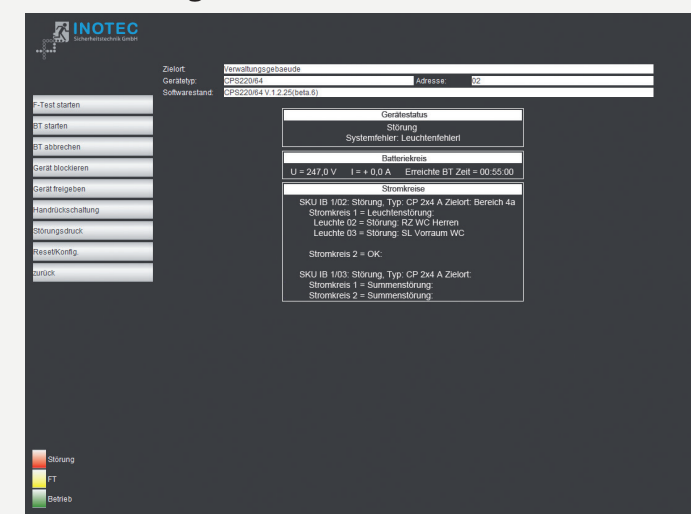 INOTEC
Sicherheitstechnik GmbH
Zielort: Verwaltungsgebaeude
Gerätetyp: CPS220/64 Adresse: 02
Softwarestand: CPS220/64 V.1.2.25(beta.6)
F-Test starten
BT starten
BT abbrechen
Gerät blockieren
Gerät freigeben
Handrückschaltung
Störungsdruck
Reset/Konfig.
zurück
Gerätestatus
Störung
Systemfehler: Leuchtenfehlerl
Batteriekreis
U = 247,0 V I = + 0,0 A Erreichte BT Zeit = 00:55:00
Stromkreise
SKU IB 1/02: Störung, Typ: CP 2x4 A Zielort: Bereich 4a
Stromkreis 1 = Leuchtenstörung:
Leuchte 02 = Störung: RZ WC Herren
Leuchte 03 = Störung: SL Vorraum WC
Stromkreis 2 = OK:
SKU IB 1/03: Störung, Typ: CP 2x4 A Zielort:
Stromkreis 1 = Summenstörung:
Stromkreis 2 = Summenstörung:
Störung
FT
Betrieb